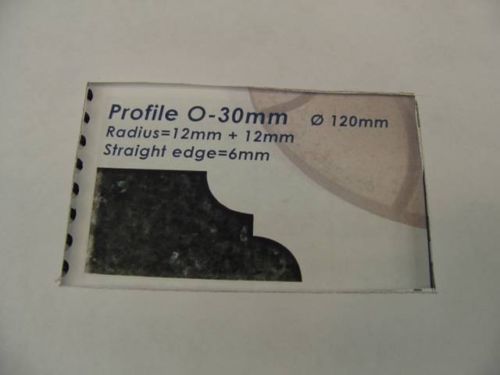 Profile O-30mm Ø 120mm
Radius=12mm + 12mm
Straight edge=6mm